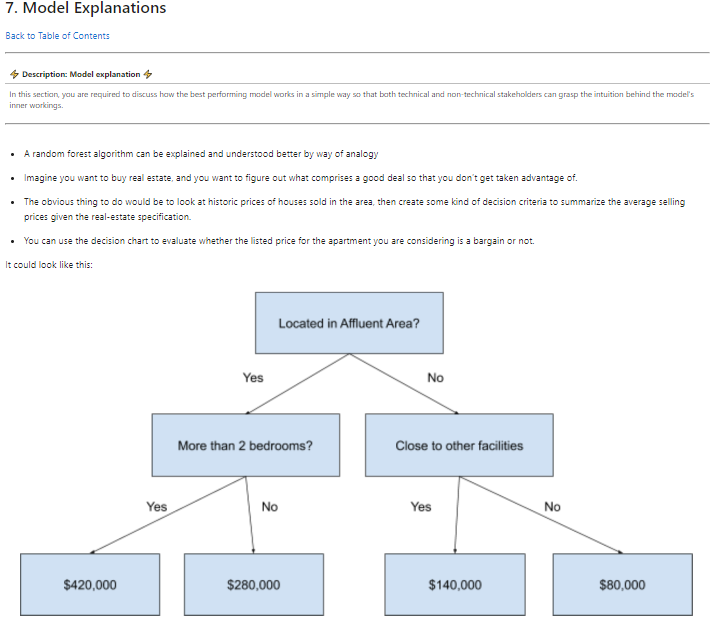 7. Model Explanations
Back to Table of Contents
⚡ Description: Model explanation ⚡
In this section, you are required to discuss how the best performing model works in a simple way so that both technical and non-technical stakeholders can grasp the intuition behind the model's
inner workings.
• A random forest algorithm can be explained and understood better by way of analogy
• Imagine you want to buy real estate, and you want to figure out what comprises a good deal so that you don't get taken advantage of.
• The obvious thing to do would be to look at historic prices of houses sold in the area, then create some kind of decision criteria to summarize the average selling
prices given the real-estate specification.
• You can use the decision chart to evaluate whether the listed price for the apartment you are considering is a bargain or not.
It could look like this:
Located in Affluent Area?
Yes
No
More than 2 bedrooms?
Close to other facilities
Yes
No
Yes
No
$420,000
$280,000
$140,000
$80,000